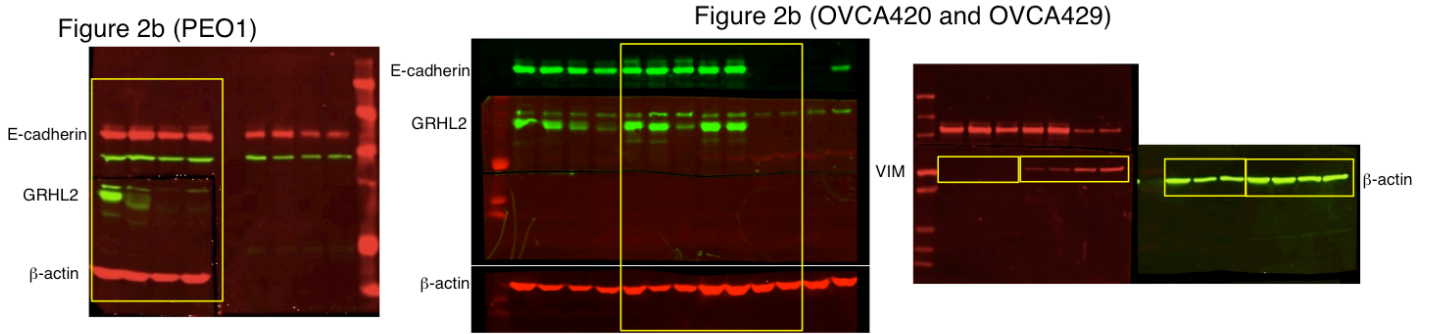 Figure 2b (PEO1)
E-cadherin
GRHL2
β-actin
Figure 2b (OVCA420 and OVCA429)
E-cadherin
GRHL2
β-actin
VIM
β-actin